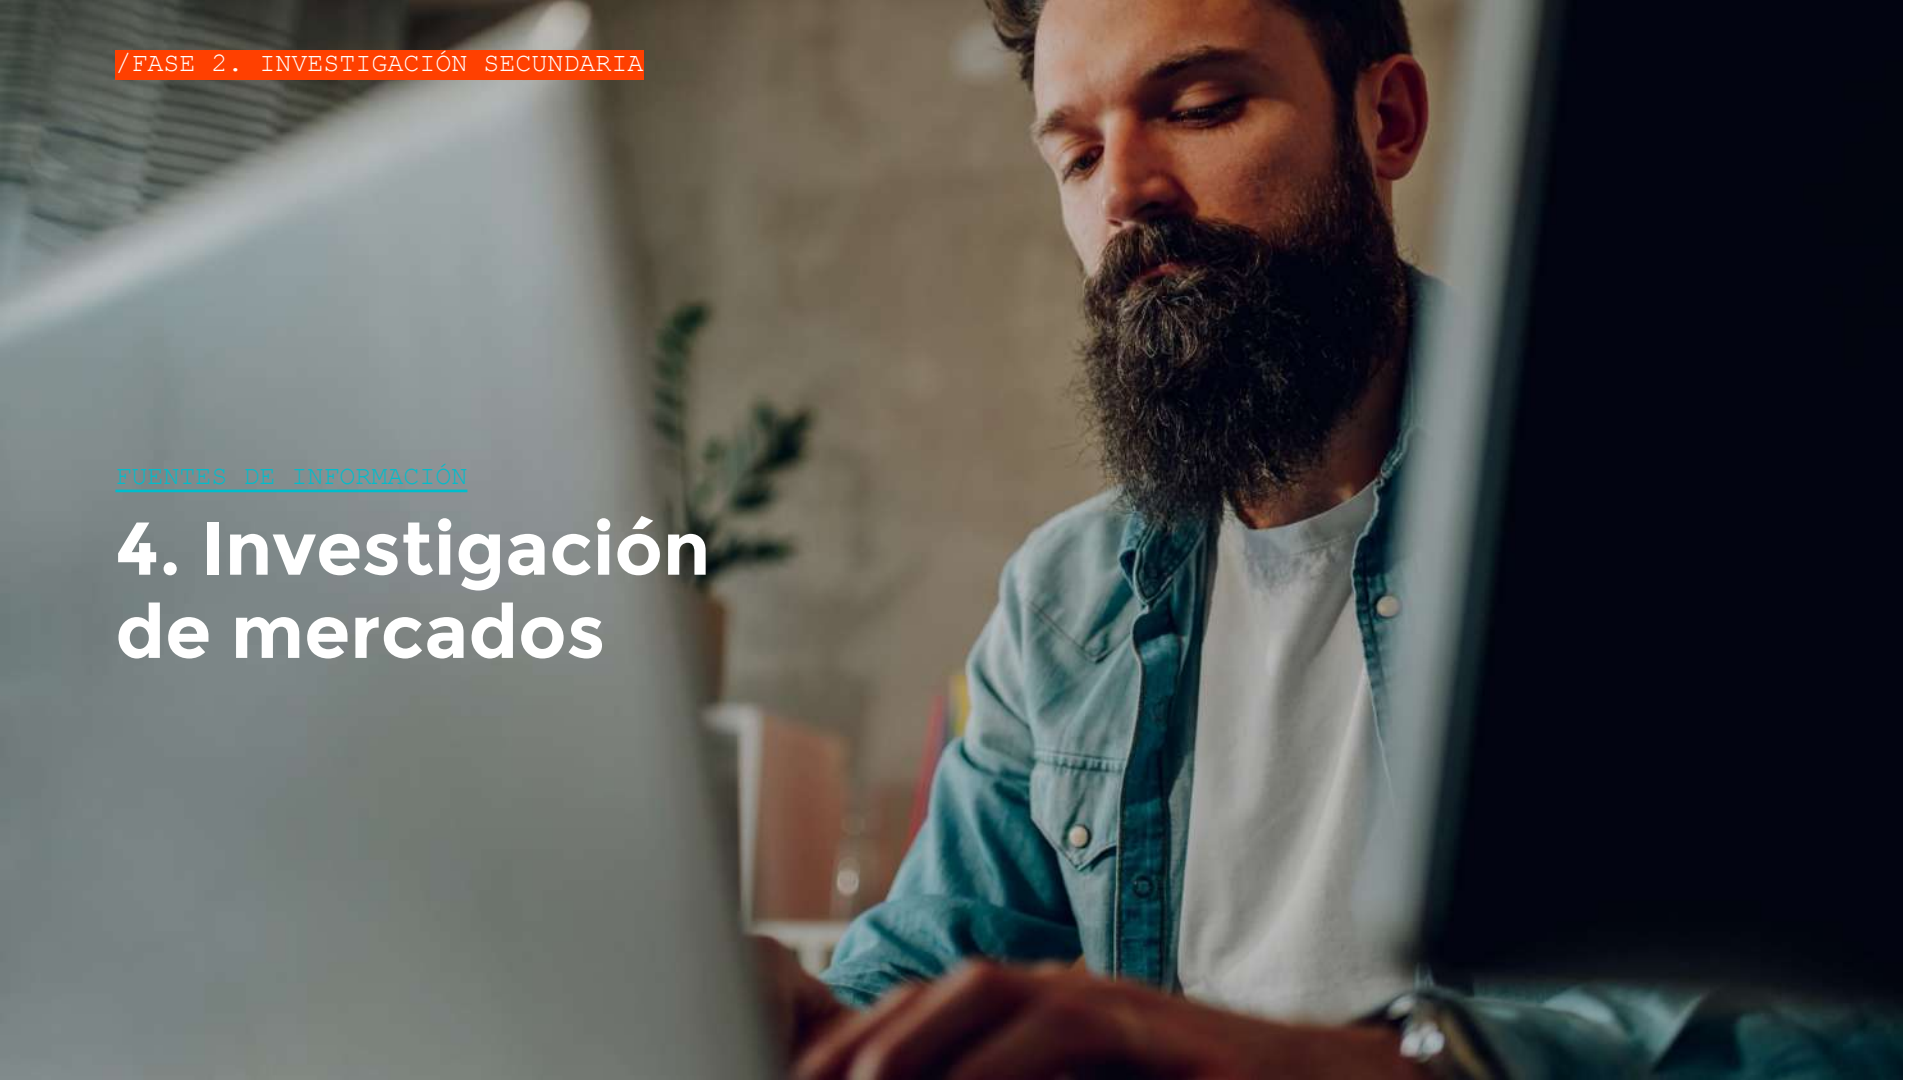 /FASE 2. INVESTIGACIÓN SECUNDARIA
FUENTES DE INFORMACIÓN
4. Investigación
de mercados